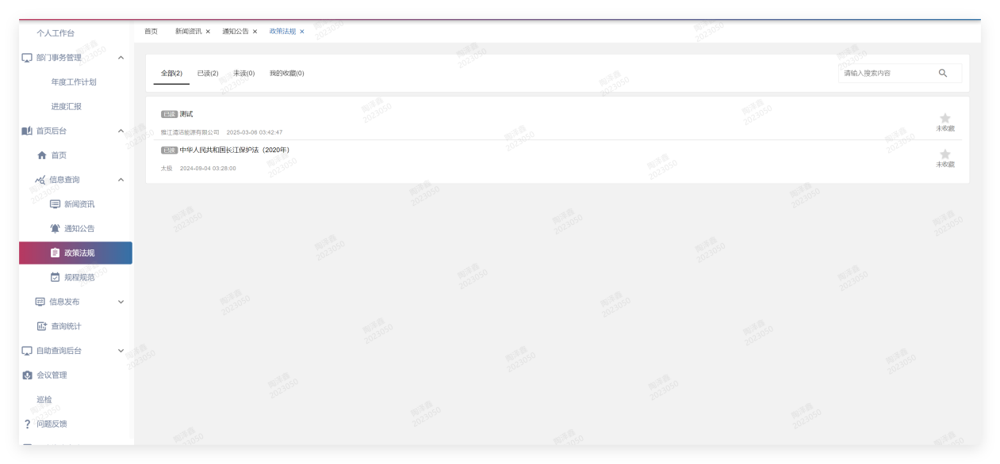 个人工作台
首页 新闻资讯 × 通知公告 × 政策法规 ×
部门事务管理
年度工作计划
进度汇报
首页后台
首页
信息查询
新闻资讯
通知公告
政策法规
规程规范
信息发布
查询统计
自助查询后台
会议管理
巡检
? 问题反馈
全部(2) 已读(2) 未读(0) 我的收藏(0)
请输入搜索内容
已读 测试
雅江清洁能源有限公司 2025-03-06 03:42:47
未收藏
已读 中华人民共和国长江保护法（2020年）
太极 2024-09-04 03:28:00
未收藏
陶泽鑫
2023050